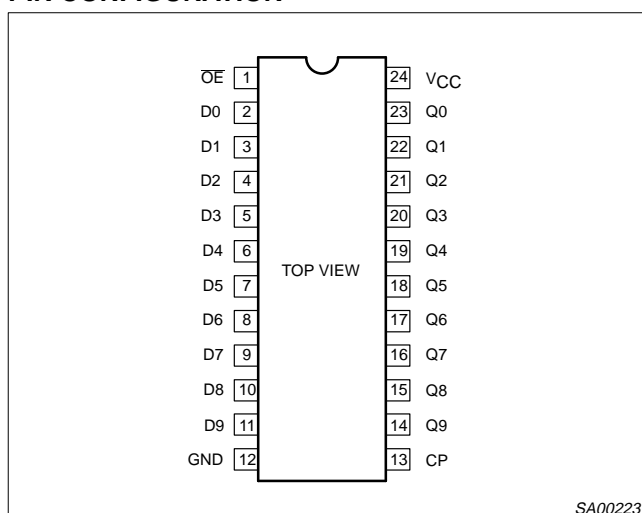 O̅E̅ 1 24 VCC
D0 2 23 Q0
D1 3 22 Q1
D2 4 21 Q2
D3 5 20 Q3
D4 6 19 Q4
TOP VIEW
D5 7 18 Q5
D6 8 17 Q6
D7 9 16 Q7
D8 10 15 Q8
D9 11 14 Q9
GND 12 13 CP
SA00223